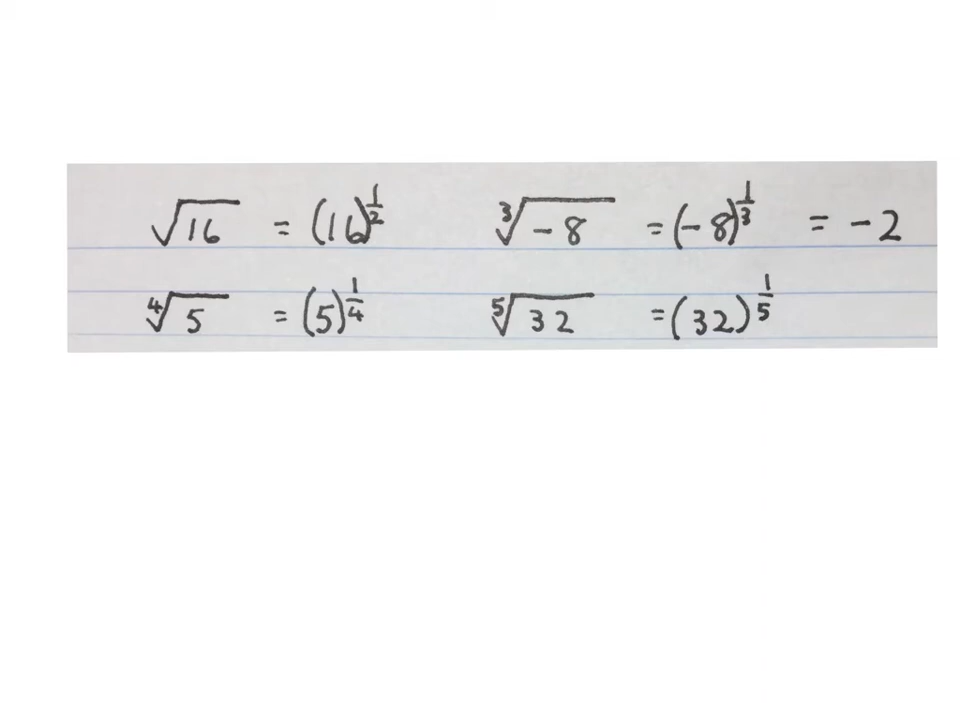 √16 = (16)^1/2 ³√-8 = (-8)^1/3 = -2
⁴√5 = (5)^1/4 ⁵√32 = (32)^1/5